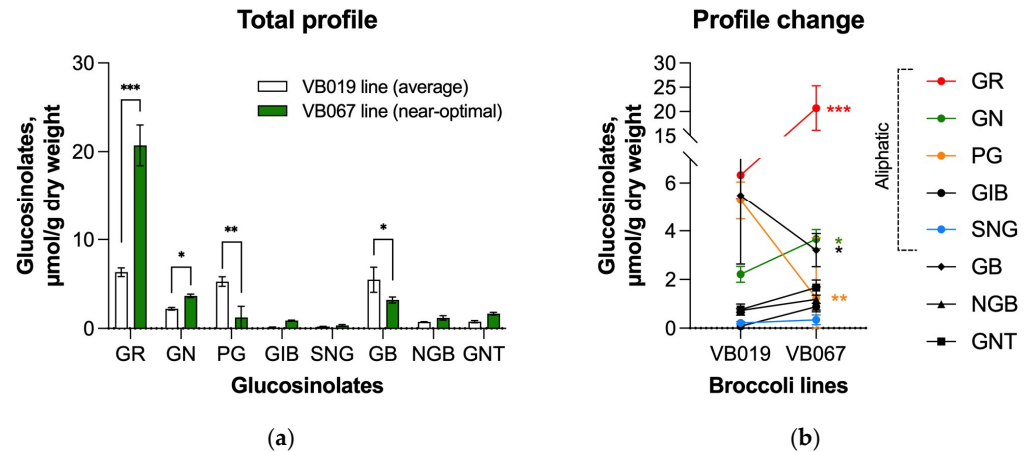 Total profile
Profile change
Glucosinolates,
μmol/g dry weight
30
20
10
0
VB019 line (average)
VB067 line (near-optimal)
***
*
**
*
GR GN PG GIB SNG GB NGB GNT
Glucosinolates
(a)
Glucosinolates,
μmol/g dry weight
30
25
20
15
6
4
2
0
***
*
*
**
VB019 VB067
Broccoli lines
(b)
Aliphatic
GR
GN
PG
GIB
SNG
GB
NGB
GNT